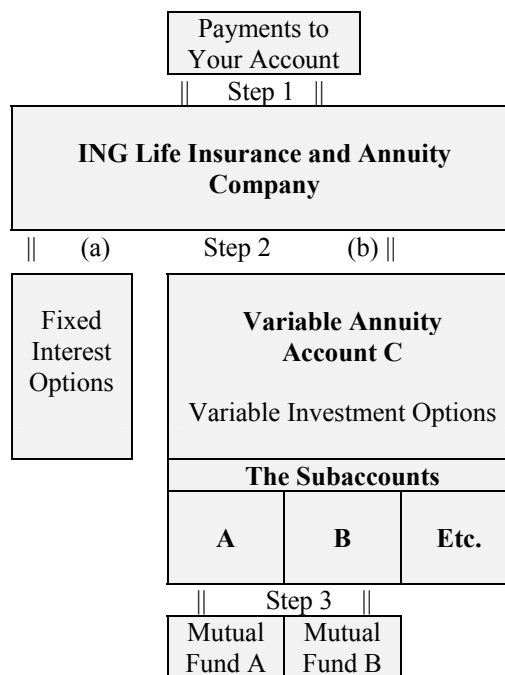 Payments to
Your Account
|| Step 1 ||
ING Life Insurance and Annuity
Company
|| (a) Step 2 (b) ||
Fixed
Interest
Options
Variable Annuity
Account C
Variable Investment Options
The Subaccounts
A B Etc.
|| Step 3 ||
Mutual
Fund A
Mutual
Fund B